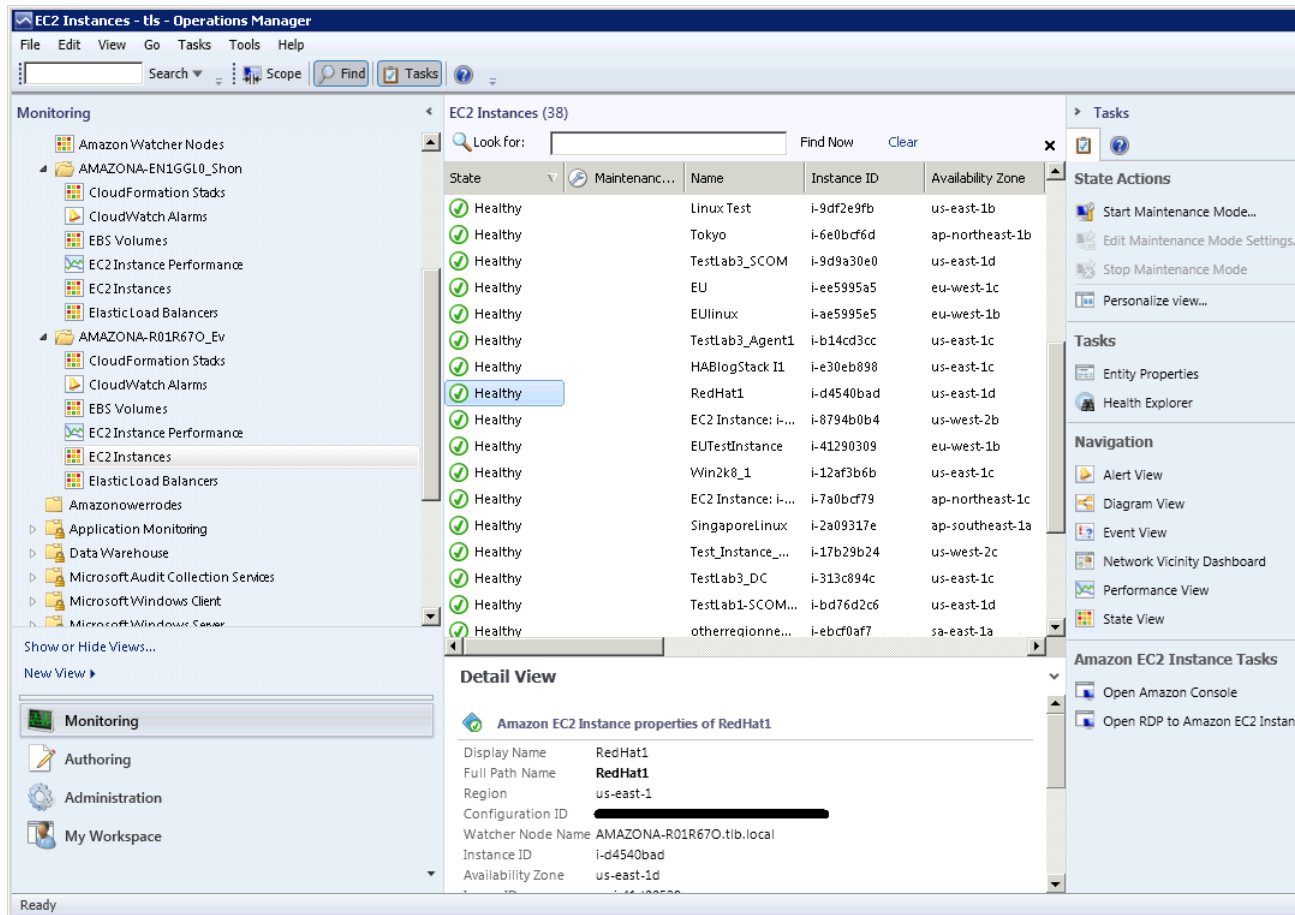 EC2 Instances - tls - Operations Manager
File Edit View Go Tasks Tools Help
Search Scope Find Tasks
Monitoring
Amazon Watcher Nodes
AMAZONA-EN1GGL0_Shon
CloudFormation Stacks
CloudWatch Alarms
EBS Volumes
EC2 Instance Performance
EC2 Instances
Elastic Load Balancers
AMAZONA-R01R67O_Ev
CloudFormation Stacks
CloudWatch Alarms
EBS Volumes
EC2 Instance Performance
EC2 Instances
Elastic Load Balancers
Amazonowerrodes
Application Monitoring
Data Warehouse
Microsoft Audit Collection Services
Microsoft Windows Client
Microsoft Windows Server
Show or Hide Views...
New View
Monitoring
Authoring
Administration
My Workspace
EC2 Instances (38)
Look for: Find Now Clear
State Maintenanc... Name Instance ID Availability Zone
Healthy Linux Test i-9df2e9fb us-east-1b
Healthy Tokyo i-6e0bcf6d ap-northeast-1b
Healthy TestLab3_SCOM i-9d9a30e0 us-east-1d
Healthy EU i-ee5995a5 eu-west-1c
Healthy EUlinux i-ae5995e5 eu-west-1b
Healthy TestLab3_Agent1 i-b14cd3cc us-east-1c
Healthy HABlogStack I1 i-e30eb898 us-east-1c
Healthy RedHat1 i-d4540bad us-east-1d
Healthy EC2 Instance: i-... i-8794b0b4 us-west-2b
Healthy EUTestInstance i-41290309 eu-west-1b
Healthy Win2k8_1 i-12af3b6b us-east-1c
Healthy EC2 Instance: i-... i-7a0bcf79 ap-northeast-1c
Healthy SingaporeLinux i-2a09317e ap-southeast-1a
Healthy Test_Instance_... i-17b29b24 us-west-2c
Healthy TestLab3_DC i-313c894c us-east-1c
Healthy TestLab1-SCOM... i-bd76d2c6 us-east-1d
Healthy otherregionne... i-ebcf0af7 sa-east-1a
Detail View
Amazon EC2 Instance properties of RedHat1
Display Name RedHat1
Full Path Name RedHat1
Region us-east-1
Configuration ID
Watcher Node Name AMAZONA-R01R67O.tlb.local
Instance ID i-d4540bad
Availability Zone us-east-1d
Tasks
State Actions
Start Maintenance Mode...
Edit Maintenance Mode Settings.
Stop Maintenance Mode
Personalize view...
Tasks
Entity Properties
Health Explorer
Navigation
Alert View
Diagram View
Event View
Network Vicinity Dashboard
Performance View
State View
Amazon EC2 Instance Tasks
Open Amazon Console
Open RDP to Amazon EC2 Instan
Ready